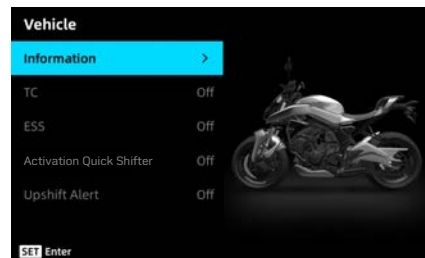 Vehicle
Information >
TC Off
ESS Off
Activation Quick Shifter Off
Upshift Alert Off
SET Enter